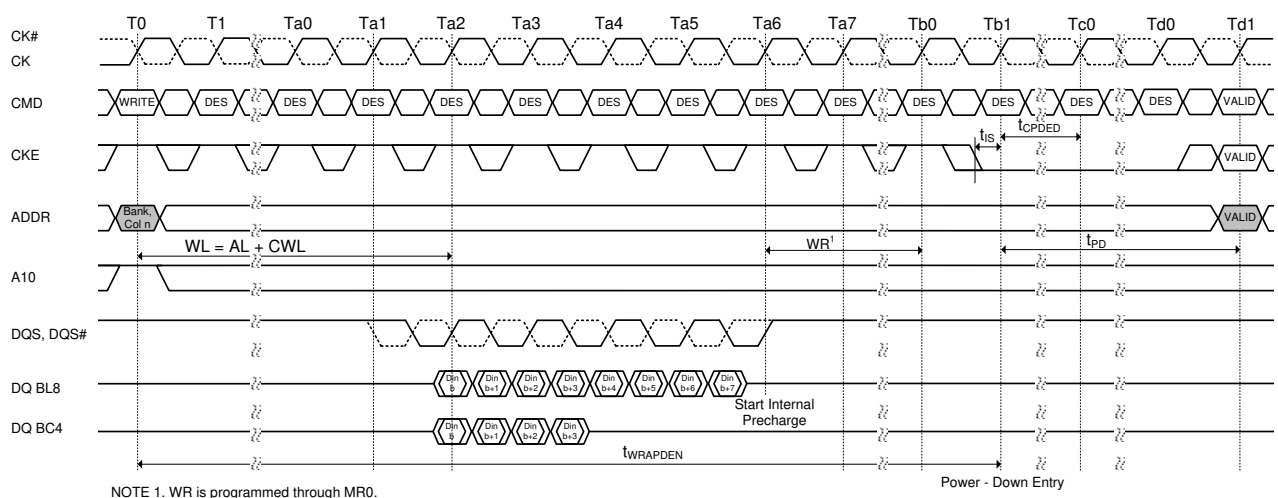 T0 T1 Ta0 Ta1 Ta2 Ta3 Ta4 Ta5 Ta6 Ta7 Tb0 Tb1 Tc0 Td0 Td1
CK#
CK
CMD WRITE DES DES DES DES DES DES DES DES DES DES DES DES DES VALID
tIS tCPDED
CKE VALID
ADDR Bank, Col n VALID
WL = AL + CWL WR1 tPD
A10
DQS, DQS#
DQ BL8 Din b Din b+1 Din b+2 Din b+3 Din b+4 Din b+5 Din b+6 Din b+7
Start Internal
Precharge
DQ BC4 Din b Din b+1 Din b+2 Din b+3
tWRAPDEN
Power - Down Entry
NOTE 1. WR is programmed through MR0.